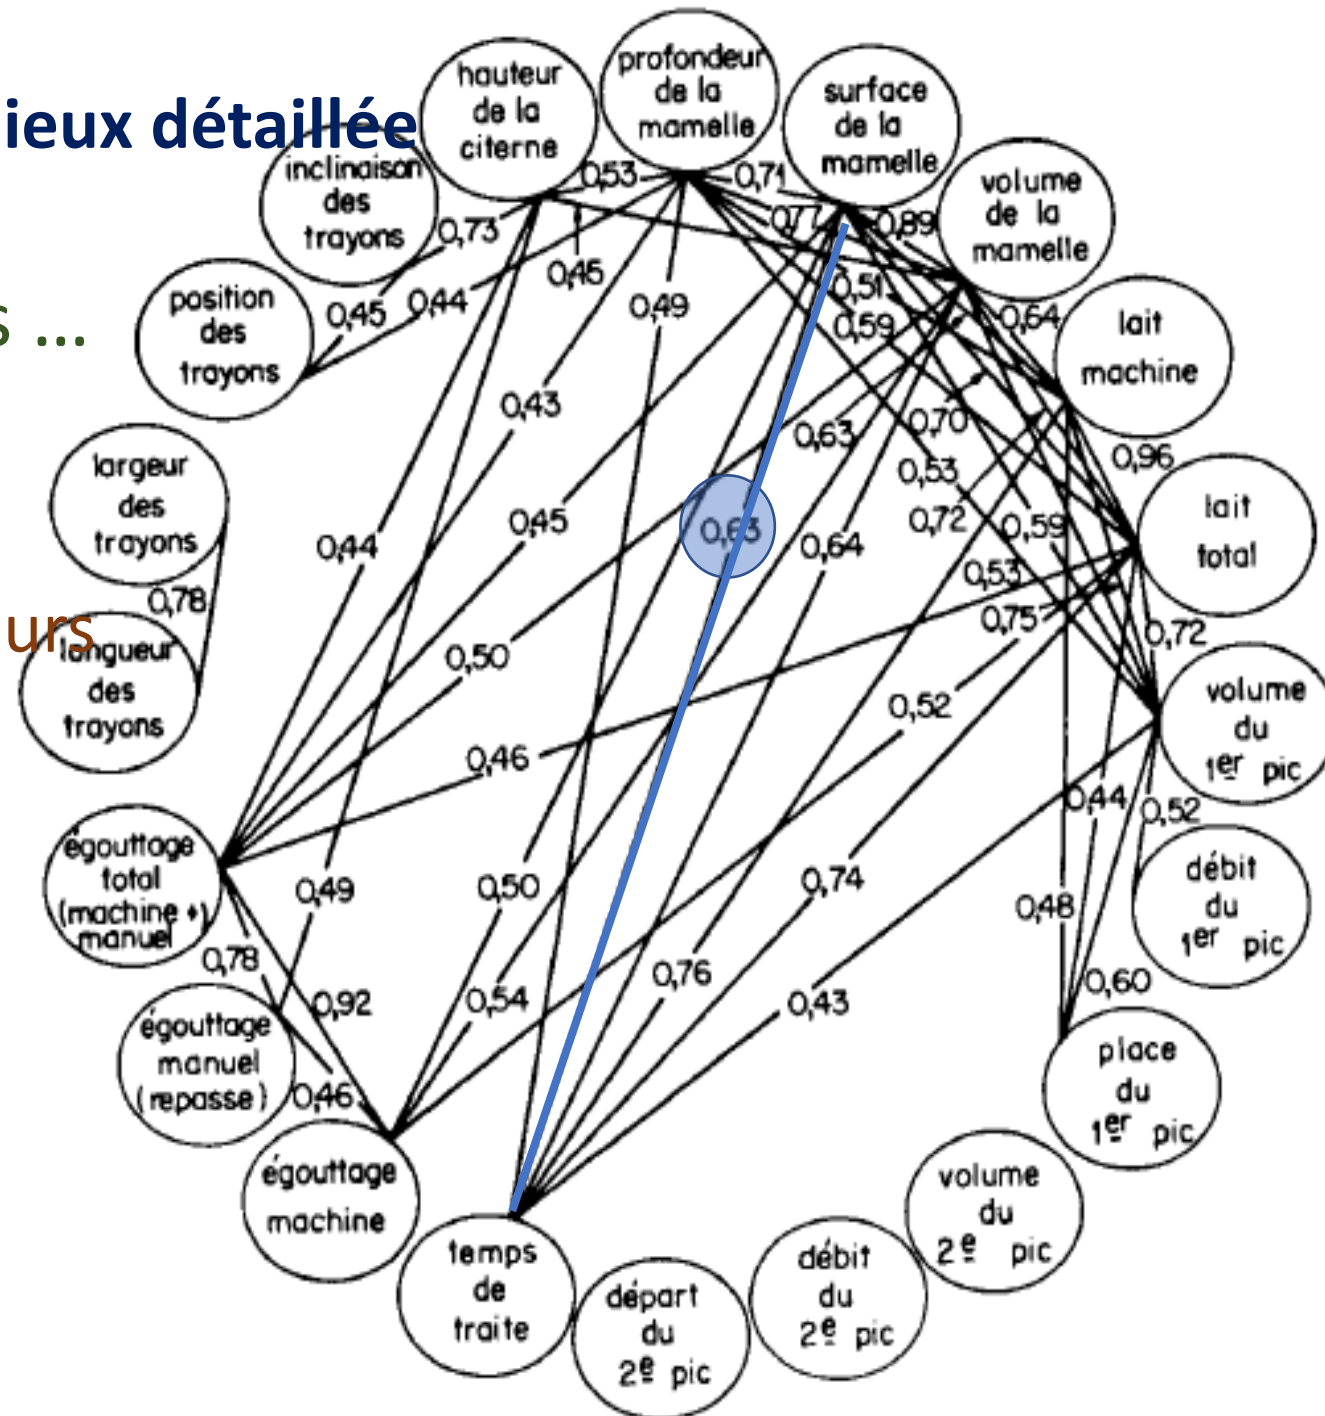 ieux détaillée
s ...
urs
hauteur
de la
citerne
profondeur
de la
mamelle
surface
de la
mamelle
volume
de la
mamelle
lait
machine
lait
total
volume
du
1er pic
débit
du
1er pic
place
du
1er pic
volume
du
2e pic
débit
du
2e pic
départ
du
2e pic
temps
de
traite
égouttage
machine
égouttage
manuel
(repasse)
égouttage
total
(machine +)
manuel
longueur
des
trayons
largeur
des
trayons
position
des
trayons
inclinaison
des
trayons
0,53
0,71
0,77
0,89
0,73
0,45
0,45
0,44
0,49
0,51
0,59
0,64
0,43
0,63
0,70
0,96
0,53
0,72
0,59
0,44
0,45
0,63
0,64
0,53
0,75
0,72
0,78
0,50
0,52
0,46
0,44
0,52
0,49
0,50
0,74
0,48
0,78
0,92
0,54
0,76
0,43
0,60
0,46